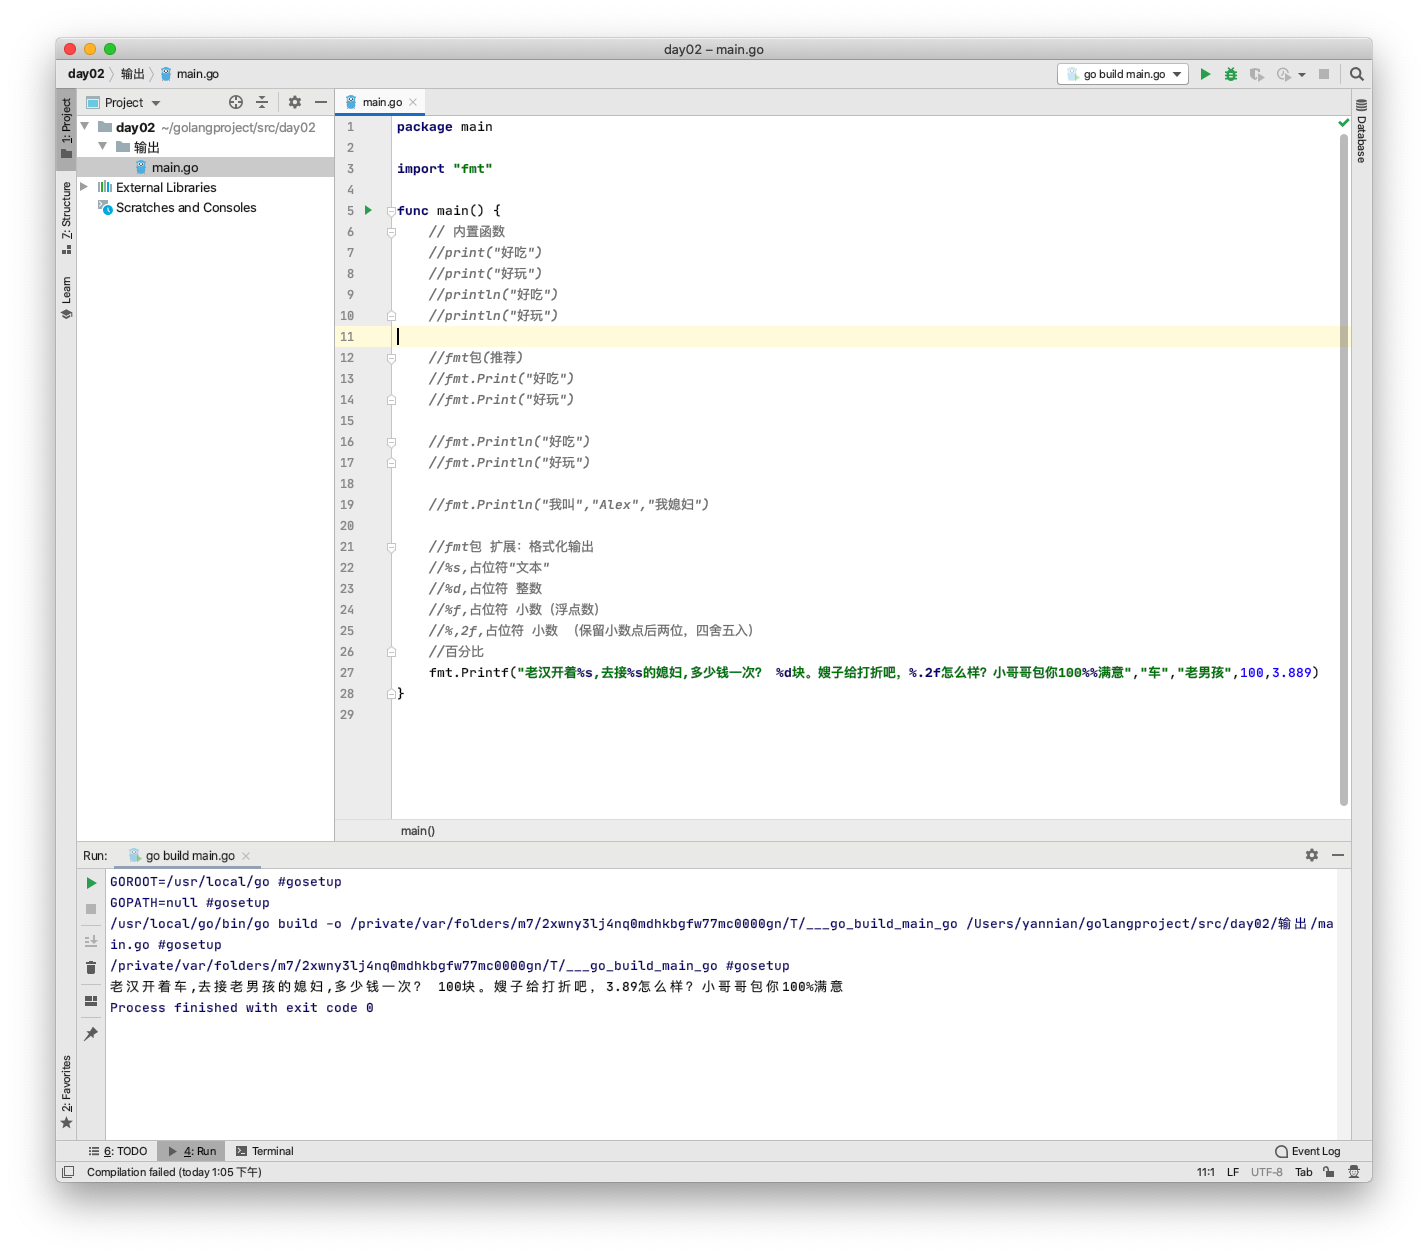 day02 – main.go
day02 〉 输出 〉 main.go
go build main.go
1: Project
Z: Structure
Learn
2: Favorites
Database
Project
day02 ~/golangproject/src/day02
输出
main.go
External Libraries
Scratches and Consoles
main.go
1 package main
2
3 import "fmt"
4
5 func main() {
6 // 内置函数
7 //print("好吃")
8 //print("好玩")
9 //println("好吃")
10 //println("好玩")
11
12 //fmt包(推荐)
13 //fmt.Print("好吃")
14 //fmt.Print("好玩")
15
16 //fmt.Println("好吃")
17 //fmt.Println("好玩")
18
19 //fmt.Println("我叫","Alex","我媳妇")
20
21 //fmt包 扩展：格式化输出
22 //%s,占位符"文本"
23 //%d,占位符 整数
24 //%f,占位符 小数（浮点数）
25 //%,2f,占位符 小数 （保留小数点后两位，四舍五入）
26 //百分比
27 fmt.Printf("老汉开着%s,去接%s的媳妇,多少钱一次？ %d块。嫂子给打折吧，%.2f怎么样？小哥哥包你100%%满意","车","老男孩",100,3.889)
28 }
29
main()
Run: go build main.go
GOROOT=/usr/local/go #gosetup
GOPATH=null #gosetup
/usr/local/go/bin/go build -o /private/var/folders/m7/2xwny3lj4nq0mdhkbgfw77mc0000gn/T/___go_build_main_go /Users/yannian/golangproject/src/day02/输出/ma
in.go #gosetup
/private/var/folders/m7/2xwny3lj4nq0mdhkbgfw77mc0000gn/T/___go_build_main_go #gosetup
老汉开着车,去接老男孩的媳妇,多少钱一次？ 100块。嫂子给打折吧，3.89怎么样？小哥哥包你100%满意
Process finished with exit code 0
6: TODO 4: Run Terminal Event Log
Compilation failed (today 1:05 下午) 11:1 LF UTF-8 Tab